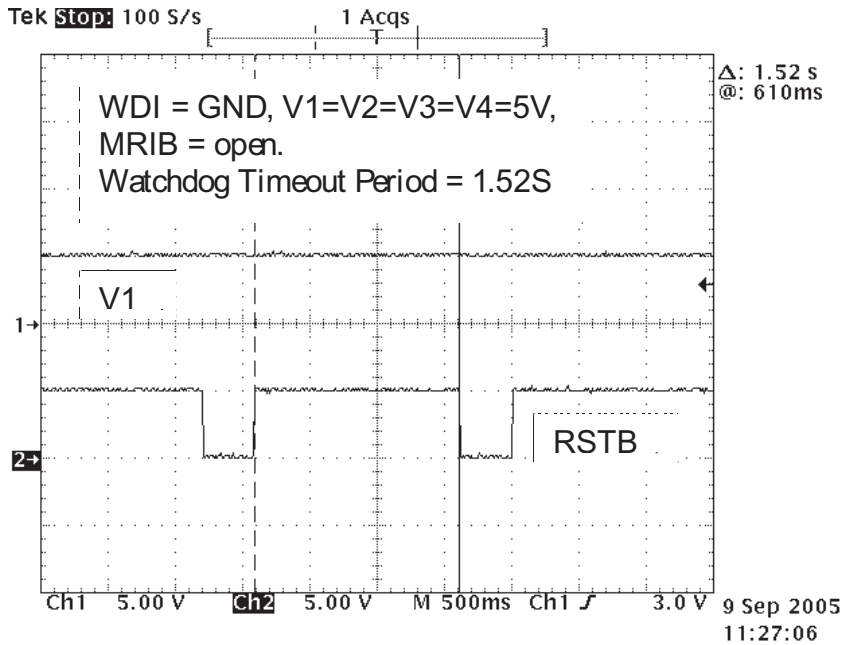 Tek Stop: 100 S/s 1 Acqs
T
Δ: 1.52 s
@: 610ms
WDI = GND, V1=V2=V3=V4=5V,
MRIB = open.
Watchdog Timeout Period = 1.52S
V1
1→
RSTB
2→
Ch1 5.00 V Ch2 5.00 V M 500ms Ch1 3.0 V
9 Sep 2005
11:27:06